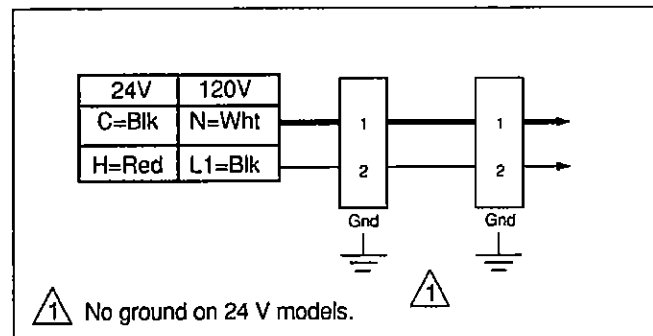 24V 120V
C=Blk N=Wht
H=Red L1=Blk
1 1
2 2
Gnd Gnd
1
1 No ground on 24 V models.